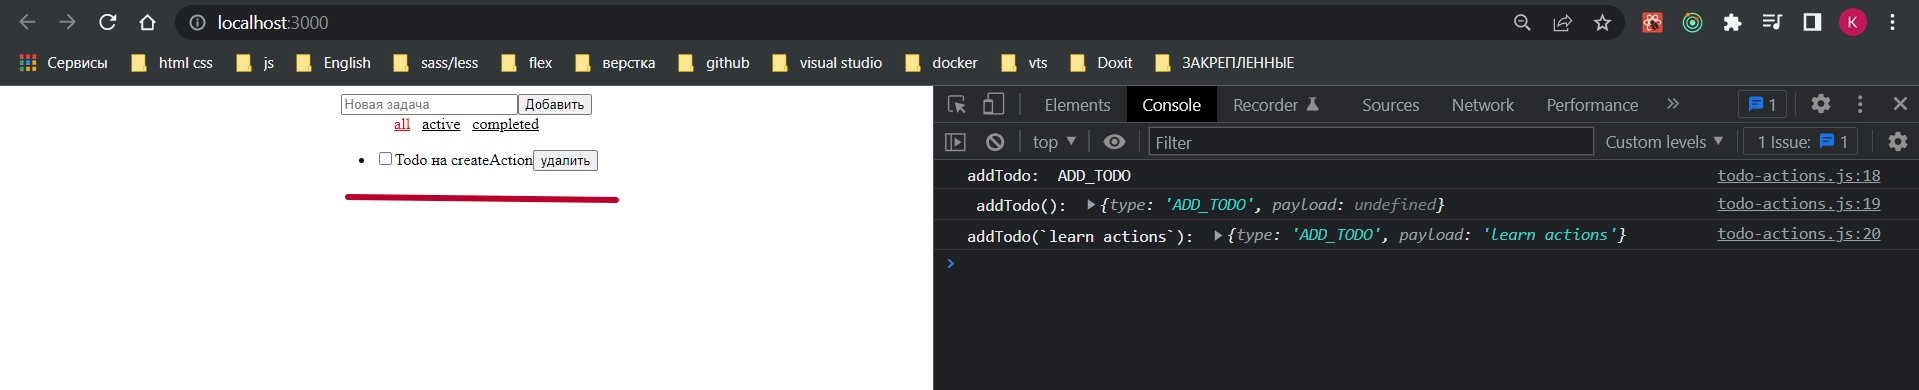 localhost:3000
K
Сервисы html css js English sass/less flex верстка github visual studio docker vts Doxit ЗАКРЕПЛЕННЫЕ
Новая задача Добавить
all active completed
Todo на createAction удалить
Elements Console Recorder Sources Network Performance » 1
top Filter Custom levels 1 Issue: 1
addTodo: ADD_TODO todo-actions.js:18
addTodo(): {type: 'ADD_TODO', payload: undefined} todo-actions.js:19
addTodo(`learn actions`): {type: 'ADD_TODO', payload: 'learn actions'} todo-actions.js:20